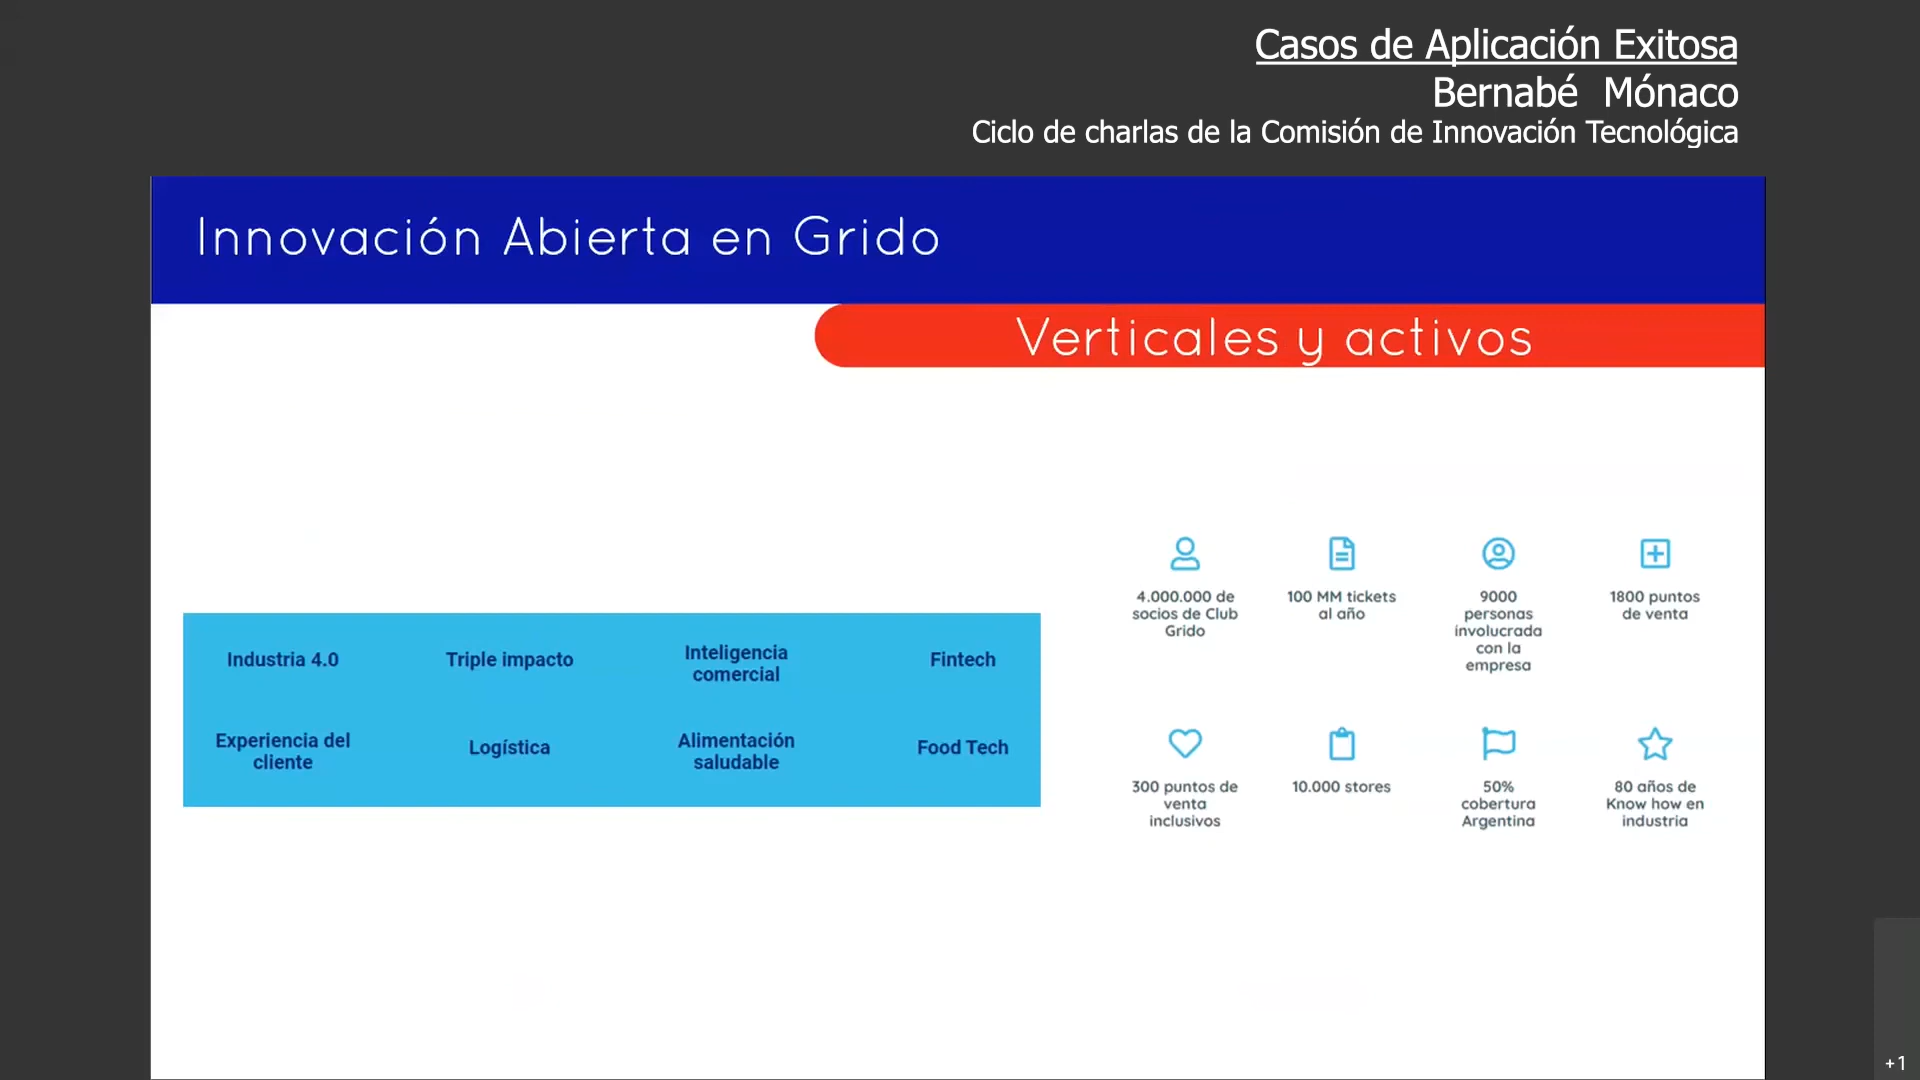 Casos de Aplicación Exitosa
Bernabé Mónaco
Ciclo de charlas de la Comisión de Innovación Tecnológica
Innovación Abierta en Grido
Verticales y activos
Industria 4.0
Triple impacto
Inteligencia
comercial
Fintech
Experiencia del
cliente
Logística
Alimentación
saludable
Food Tech
4.000.000 de
socios de Club
Grido
100 MM tickets
al año
9000
personas
involucrada
con la
empresa
1800 puntos
de venta
300 puntos de
venta
inclusivos
10.000 stores
50%
cobertura
Argentina
80 años de
Know how en
industria
+1